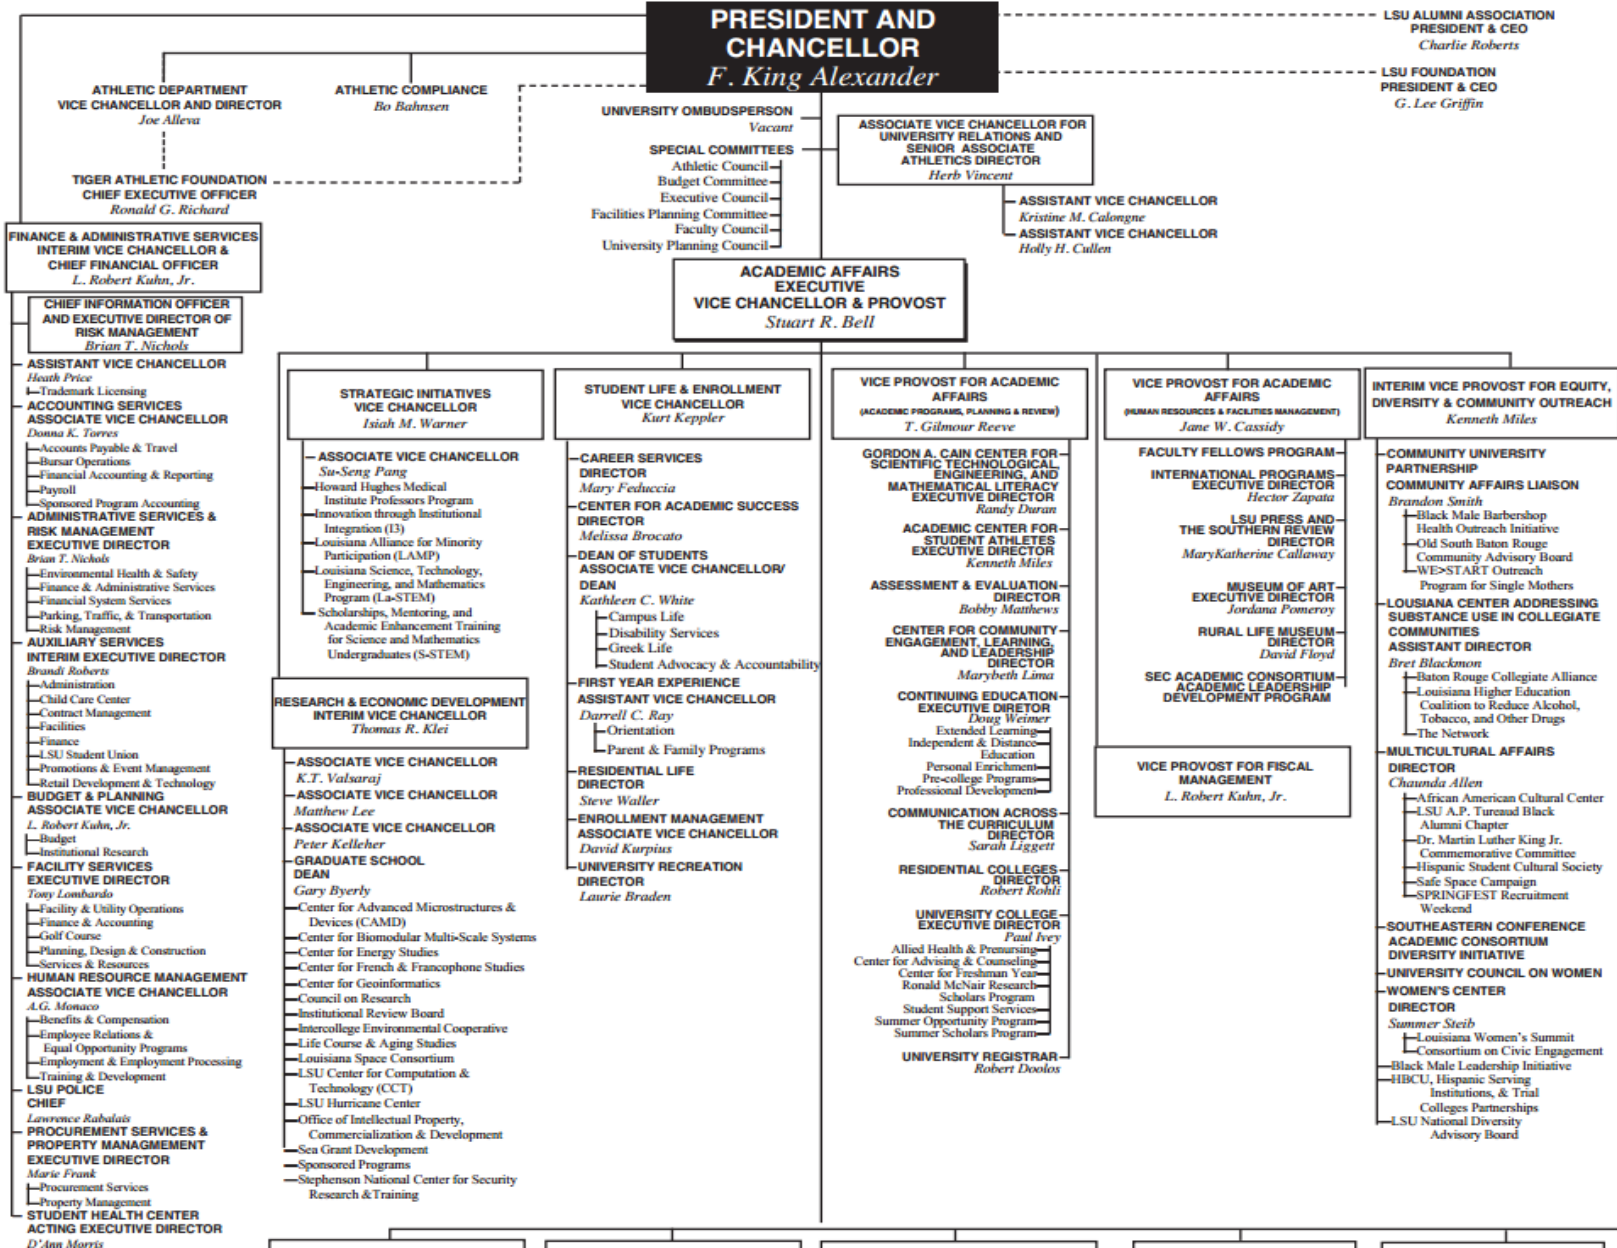 PRESIDENT AND
CHANCELLOR
F. King Alexander
LSU ALUMNI ASSOCIATION
PRESIDENT & CEO
Charlie Roberts
LSU FOUNDATION
PRESIDENT & CEO
G. Lee Griffin
ATHLETIC DEPARTMENT
VICE CHANCELLOR AND DIRECTOR
Joe Alleva
ATHLETIC COMPLIANCE
Bo Bahnsen
TIGER ATHLETIC FOUNDATION
CHIEF EXECUTIVE OFFICER
Ronald G. Richard
UNIVERSITY OMBUDSPERSON
Vacant
SPECIAL COMMITTEES
Athletic Council
Budget Committee
Executive Council
Facilities Planning Committee
Faculty Council
University Planning Council
ASSOCIATE VICE CHANCELLOR FOR
UNIVERSITY RELATIONS AND
SENIOR ASSOCIATE
ATHLETICS DIRECTOR
Herb Vincent
ASSISTANT VICE CHANCELLOR
Kristine M. Calongne
ASSISTANT VICE CHANCELLOR
Holly H. Cullen
ACADEMIC AFFAIRS
EXECUTIVE
VICE CHANCELLOR & PROVOST
Stuart R. Bell
FINANCE & ADMINISTRATIVE SERVICES
INTERIM VICE CHANCELLOR &
CHIEF FINANCIAL OFFICER
L. Robert Kuhn, Jr.
CHIEF INFORMATION OFFICER
AND EXECUTIVE DIRECTOR OF
RISK MANAGEMENT
Brian T. Nichols
ASSISTANT VICE CHANCELLOR
Heath Price
Trademark Licensing
ACCOUNTING SERVICES
ASSOCIATE VICE CHANCELLOR
Donna K. Torres
Accounts Payable & Travel
Bursar Operations
Financial Accounting & Reporting
Payroll
Sponsored Program Accounting
ADMINISTRATIVE SERVICES &
RISK MANAGEMENT
EXECUTIVE DIRECTOR
Brian T. Nichols
Environmental Health & Safety
Finance & Administrative Services
Financial System Services
Parking, Traffic, & Transportation
Risk Management
AUXILIARY SERVICES
INTERIM EXECUTIVE DIRECTOR
Brandi Roberts
Administration
Child Care Center
Contract Management
Facilities
Finance
LSU Student Union
Promotions & Event Management
Retail Development & Technology
BUDGET & PLANNING
ASSOCIATE VICE CHANCELLOR
L. Robert Kuhn, Jr.
Budget
Institutional Research
FACILITY SERVICES
EXECUTIVE DIRECTOR
Tony Lombardo
Facility & Utility Operations
Finance & Accounting
Golf Course
Planning, Design & Construction
Services & Resources
HUMAN RESOURCE MANAGEMENT
ASSOCIATE VICE CHANCELLOR
A.G. Monaco
Benefits & Compensation
Employee Relations &
Equal Opportunity Programs
Employment & Employment Processing
Training & Development
LSU POLICE
CHIEF
Lawrence Rabalais
PROCUREMENT SERVICES &
PROPERTY MANAGMEMENT
EXECUTIVE DIRECTOR
Marie Frank
Procurement Services
Property Management
STUDENT HEALTH CENTER
ACTING EXECUTIVE DIRECTOR
D'Ann Morris
STRATEGIC INITIATIVES
VICE CHANCELLOR
Isiah M. Warner
ASSOCIATE VICE CHANCELLOR
Su-Seng Pang
Howard Hughes Medical
Institute Professors Program
Innovation through Institutional
Integration (I3)
Louisiana Alliance for Minority
Participation (LAMP)
Louisiana Science, Technology,
Engineering, and Mathematics
Program (La-STEM)
Scholarships, Mentoring, and
Academic Enhancement Training
for Science and Mathematics
Undergraduates (S-STEM)
RESEARCH & ECONOMIC DEVELOPMENT
INTERIM VICE CHANCELLOR
Thomas R. Klei
ASSOCIATE VICE CHANCELLOR
K.T. Valsaraj
ASSOCIATE VICE CHANCELLOR
Matthew Lee
ASSOCIATE VICE CHANCELLOR
Peter Kelleher
GRADUATE SCHOOL
DEAN
Gary Byerly
Center for Advanced Microstructures &
Devices (CAMD)
Center for Biomodular Multi-Scale Systems
Center for Energy Studies
Center for French & Francophone Studies
Center for Geoinformatics
Council on Research
Institutional Review Board
Intercollege Environmental Cooperative
Life Course & Aging Studies
Louisiana Space Consortium
LSU Center for Computation &
Technology (CCT)
LSU Hurricane Center
Office of Intellectual Property,
Commercialization & Development
Sea Grant Development
Sponsored Programs
Stephenson National Center for Security
Research &Training
STUDENT LIFE & ENROLLMENT
VICE CHANCELLOR
Kurt Keppler
CAREER SERVICES
DIRECTOR
Mary Feduccia
CENTER FOR ACADEMIC SUCCESS
DIRECTOR
Melissa Brocato
DEAN OF STUDENTS
ASSOCIATE VICE CHANCELLOR/
DEAN
Kathleen C. White
Campus Life
Disability Services
Greek Life
Student Advocacy & Accountability
FIRST YEAR EXPERIENCE
ASSISTANT VICE CHANCELLOR
Darrell C. Ray
Orientation
Parent & Family Programs
RESIDENTIAL LIFE
DIRECTOR
Steve Waller
ENROLLMENT MANAGEMENT
ASSOCIATE VICE CHANCELLOR
David Kurpius
UNIVERSITY RECREATION
DIRECTOR
Laurie Braden
VICE PROVOST FOR ACADEMIC
AFFAIRS
(ACADEMIC PROGRAMS, PLANNING & REVIEW)
T. Gilmour Reeve
GORDON A. CAIN CENTER FOR
SCIENTIFIC TECHNOLOGICAL,
ENGINEERING, AND
MATHEMATICAL LITERACY
EXECUTIVE DIRECTOR
Randy Duran
ACADEMIC CENTER FOR
STUDENT ATHLETES
EXECUTIVE DIRECTOR
Kenneth Miles
ASSESSMENT & EVALUATION
DIRECTOR
Bobby Matthews
CENTER FOR COMMUNITY
ENGAGEMENT, LEARNING,
AND LEADERSHIP
DIRECTOR
Marybeth Lima
CONTINUING EDUCATION
EXECUTIVE DIRECTOR
Doug Weimer
Extended Learning
Independent & Distance
Education
Personal Enrichment
Pre-college Programs
Professional Development
COMMUNICATION ACROSS
THE CURRICULUM
DIRECTOR
Sarah Liggett
RESIDENTIAL COLLEGES
DIRECTOR
Robert Rohli
UNIVERSITY COLLEGE
EXECUTIVE DIRECTOR
Paul Ivey
Allied Health & Prenursing
Center for Advising & Counseling
Center for Freshman Year
Ronald McNair Research
Scholars Program
Student Support Services
Summer Opportunity Program
Summer Scholars Program
UNIVERSITY REGISTRAR
Robert Doolos
VICE PROVOST FOR ACADEMIC
AFFAIRS
(HUMAN RESOURCES & FACILITIES MANAGEMENT)
Jane W. Cassidy
FACULTY FELLOWS PROGRAM
INTERNATIONAL PROGRAMS
EXECUTIVE DIRECTOR
Hector Zapata
LSU PRESS AND
THE SOUTHERN REVIEW
DIRECTOR
MaryKatherine Callaway
MUSEUM OF ART
EXECUTIVE DIRECTOR
Jordana Pomeroy
RURAL LIFE MUSEUM
DIRECTOR
David Floyd
SEC ACADEMIC CONSORTIUM
ACADEMIC LEADERSHIP
DEVELOPMENT PROGRAM
VICE PROVOST FOR FISCAL
MANAGEMENT
L. Robert Kuhn, Jr.
INTERIM VICE PROVOST FOR EQUITY,
DIVERSITY & COMMUNITY OUTREACH
Kenneth Miles
COMMUNITY UNIVERSITY
PARTNERSHIP
COMMUNITY AFFAIRS LIAISON
Brandon Smith
Black Male Barbershop
Health Outreach Initiative
Old South Baton Rouge
Community Advisory Board
WE>START Outreach
Program for Single Mothers
LOUSIANA CENTER ADDRESSING
SUBSTANCE USE IN COLLEGIATE
COMMUNITIES
ASSISTANT DIRECTOR
Bret Blackmon
Baton Rouge Collegiate Alliance
Louisiana Higher Education
Coalition to Reduce Alcohol,
Tobacco, and Other Drugs
The Network
MULTICULTURAL AFFAIRS
DIRECTOR
Chaunda Allen
African American Cultural Center
LSU A.P. Tureaud Black
Alumni Chapter
Dr. Martin Luther King Jr.
Commemorative Committee
Hispanic Student Cultural Society
Safe Space Campaign
SPRINGFEST Recruitment
Weekend
SOUTHEASTERN CONFERENCE
ACADEMIC CONSORTIUM
DIVERSITY INITIATIVE
UNIVERSITY COUNCIL ON WOMEN
WOMEN'S CENTER
DIRECTOR
Summer Steib
Louisiana Women's Summit
Consortium on Civic Engagement
Black Male Leadership Initiative
HBCU, Hispanic Serving
Institutions, & Trial
Colleges Partnerships
LSU National Diversity
Advisory Board